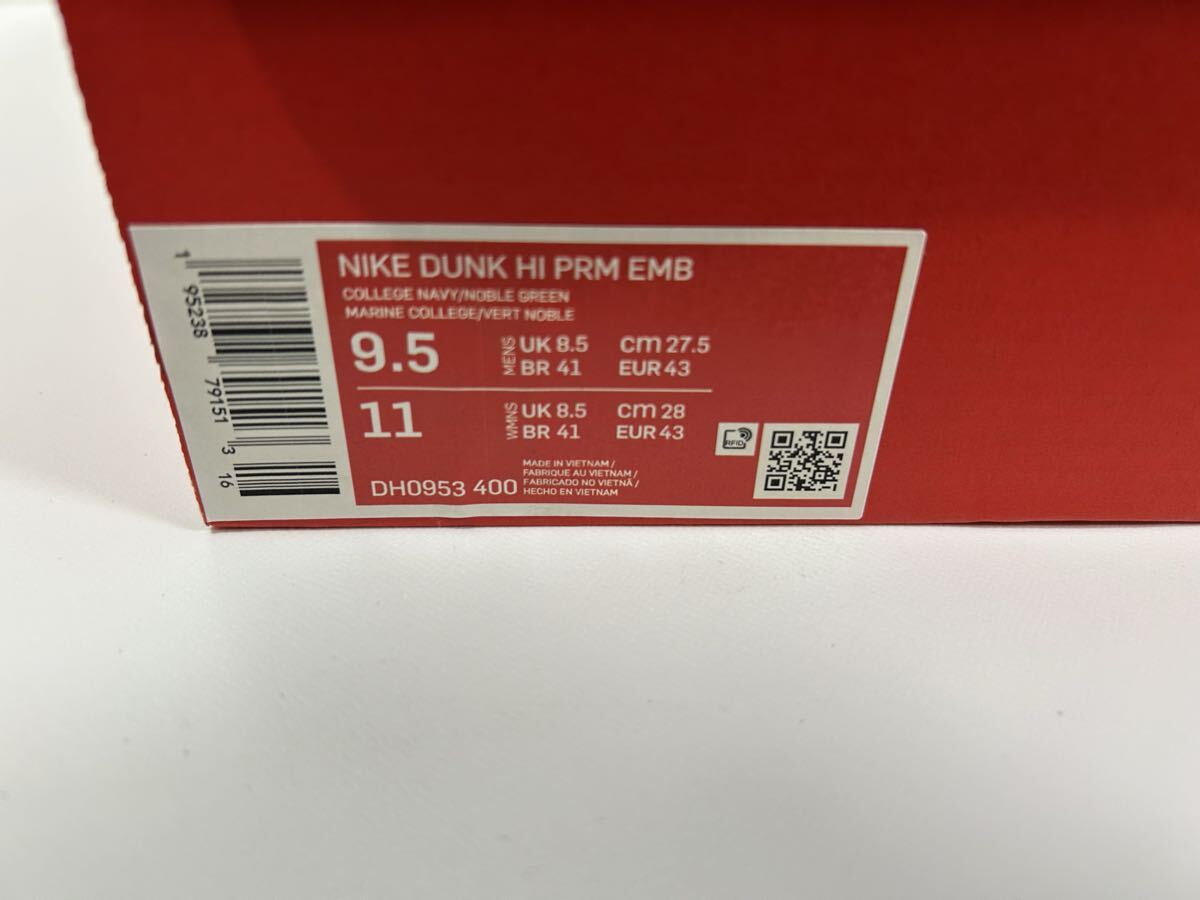 1 95238 79151 3 16
NIKE DUNK HI PRM EMB
COLLEGE NAVY/NOBLE GREEN
MARINE COLLEGE/VERT NOBLE
9.5 MENS UK 8.5 cm 27.5
BR 41 EUR 43
11 WMNS UK 8.5 cm 28
BR 41 EUR 43
DH0953 400
MADE IN VIETNAM /
FABRIQUE AU VIETNAM /
FABRICADO NO VIETNÃ /
HECHO EN VIETNAM
RFID